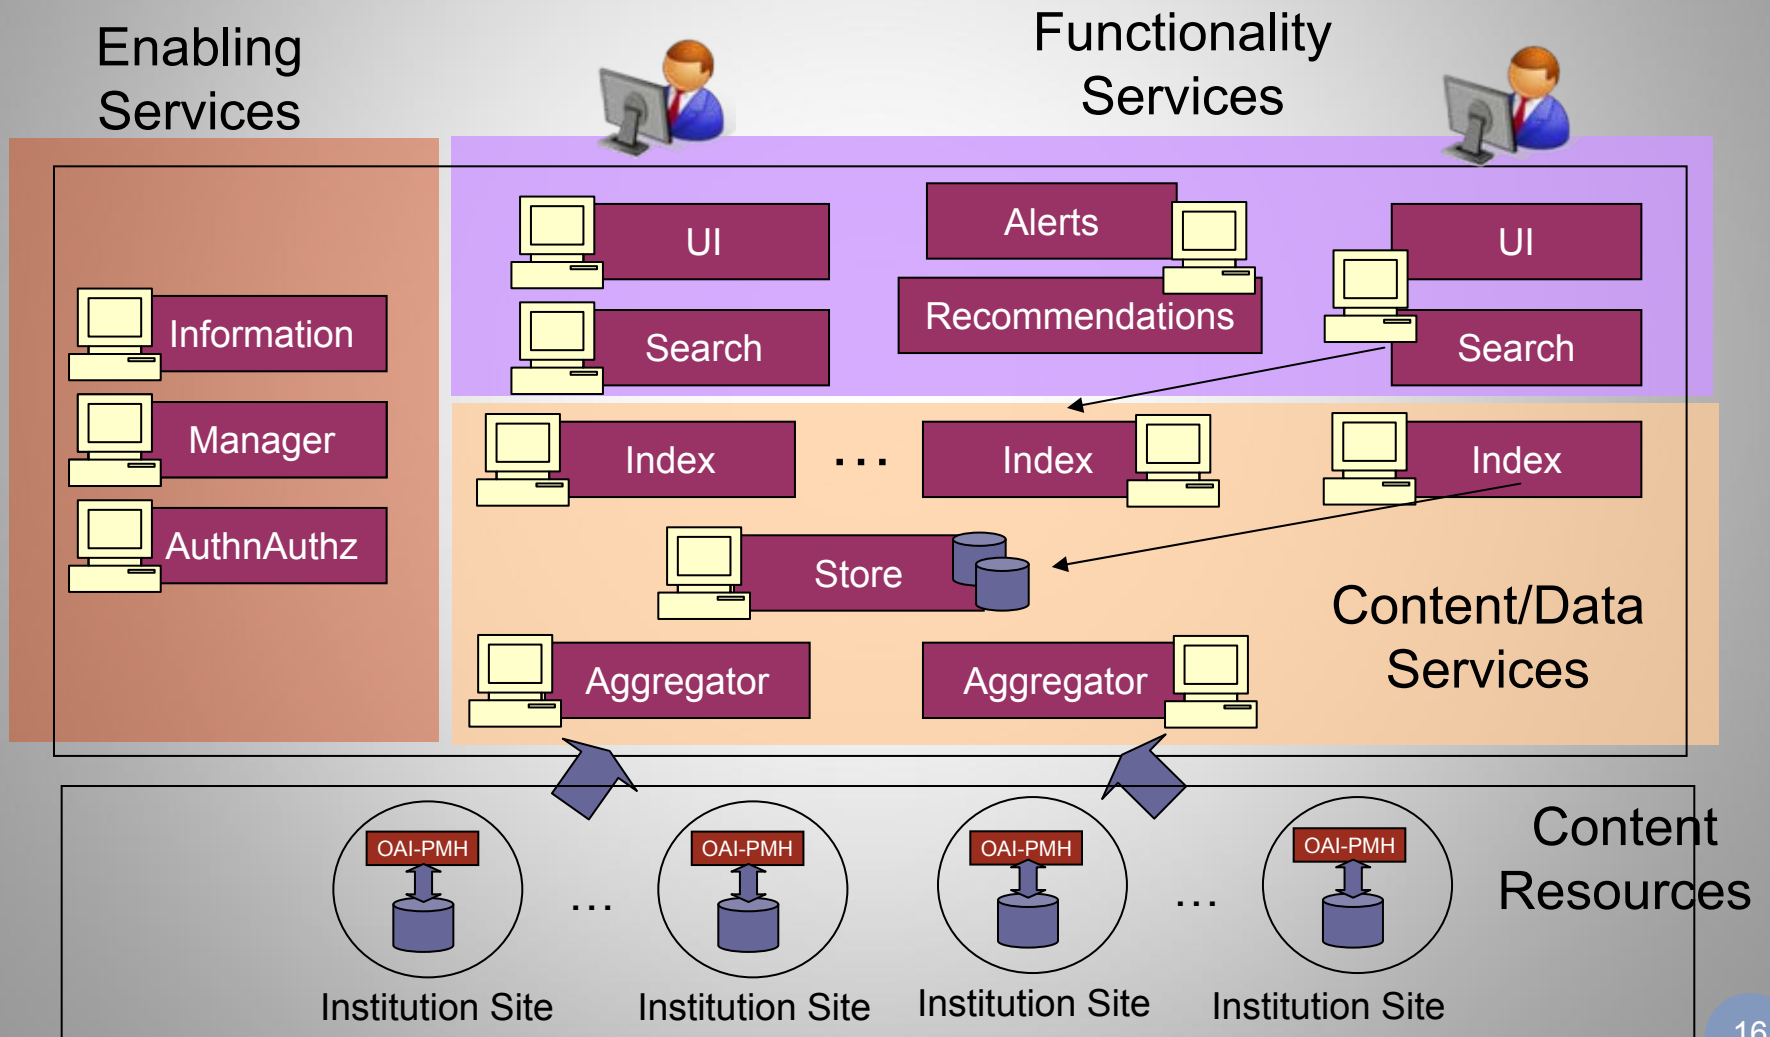 Enabling
Services
Functionality
Services
UI
Alerts
UI
Information
Recommendations
Search
Search
Manager
Index
...
Index
Index
AuthnAuthz
Store
Content/Data
Services
Aggregator
Aggregator
Content
Resources
OAI-PMH
OAI-PMH
OAI-PMH
OAI-PMH
...
...
Institution Site
Institution Site
Institution Site
Institution Site
16